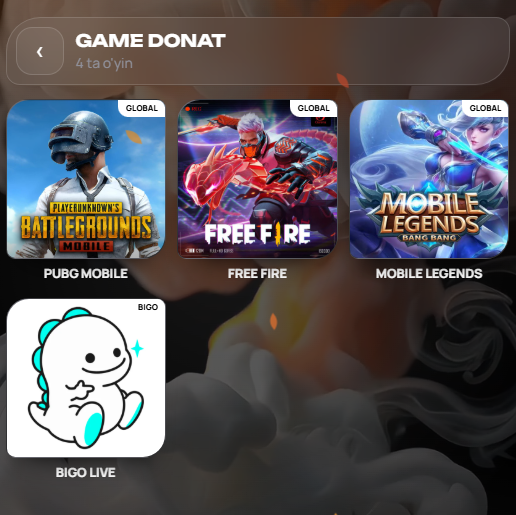 GAME DONAT
4 ta o'yin
GLOBAL
GLOBAL
GLOBAL
PLAYERUNKNOWN'S
BATTLEGROUNDS
MOBILE
FREE FIRE
MOBILE
LEGENDS
BANG BANG
PUBG MOBILE
FREE FIRE
MOBILE LEGENDS
BIGO
BIGO LIVE